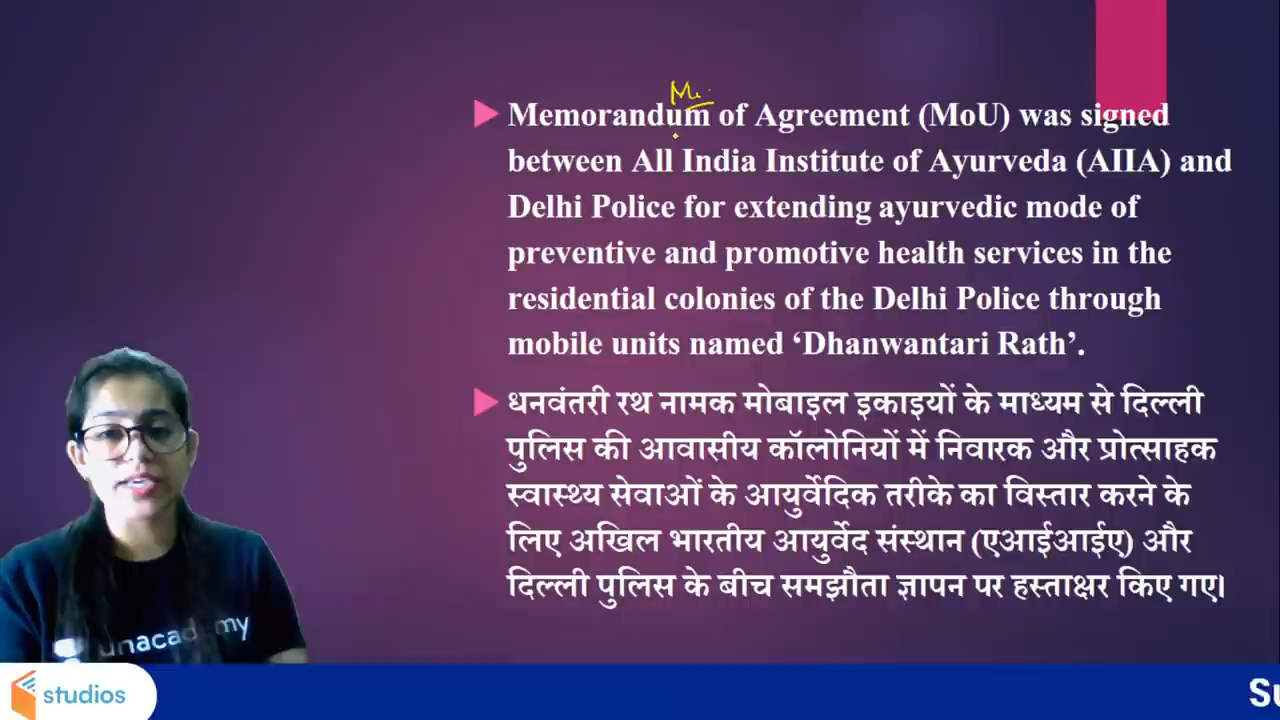 Memorandum of Agreement (MoU) was signed
between All India Institute of Ayurveda (AIIA) and
Delhi Police for extending ayurvedic mode of
preventive and promotive health services in the
residential colonies of the Delhi Police through
mobile units named ‘Dhanwantari Rath’.
धनवंतरी रथ नामक मोबाइल इकाइयों के माध्यम से दिल्ली
पुलिस की आवासीय कॉलोनियों में निवारक और प्रोत्साहक
स्वास्थ्य सेवाओं के आयुर्वेदिक तरीके का विस्तार करने के
लिए अखिल भारतीय आयुर्वेद संस्थान (एआईआईए) और
दिल्ली पुलिस के बीच समझौता ज्ञापन पर हस्ताक्षर किए गए।
unacademy
studios